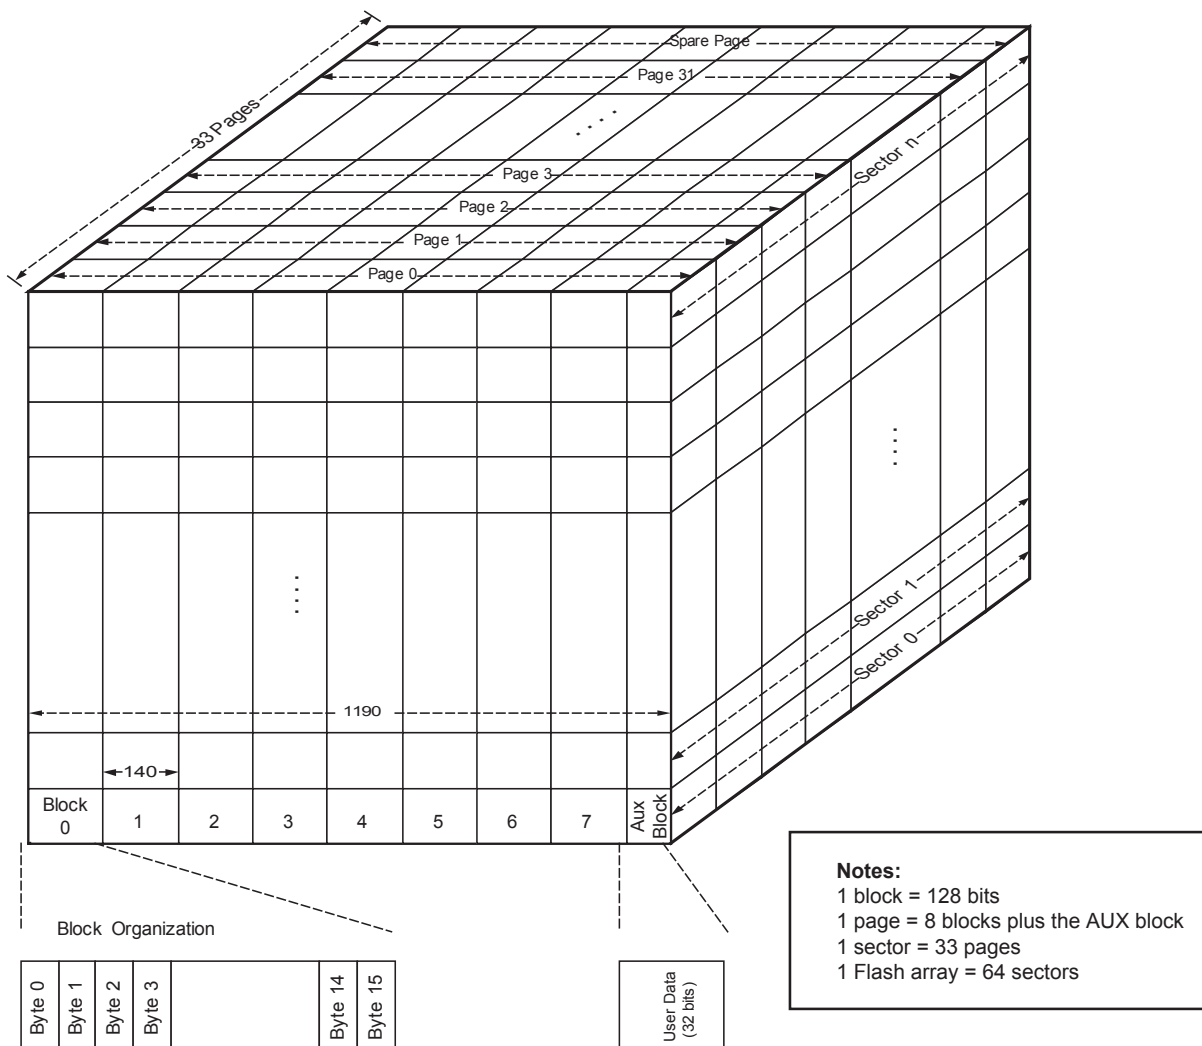 Spare Page
Page 31
. . . .
33 Pages
Page 3
Page 2
Page 1
Page 0
Sector n
. . . .
. . . .
Sector 1
Sector 0
1190
140
Block
0
1
2
3
4
5
6
7
Aux
Block
Block Organization
Byte 0
Byte 1
Byte 2
Byte 3
Byte 14
Byte 15
User Data
(32 bits)
Notes:
1 block = 128 bits
1 page = 8 blocks plus the AUX block
1 sector = 33 pages
1 Flash array = 64 sectors